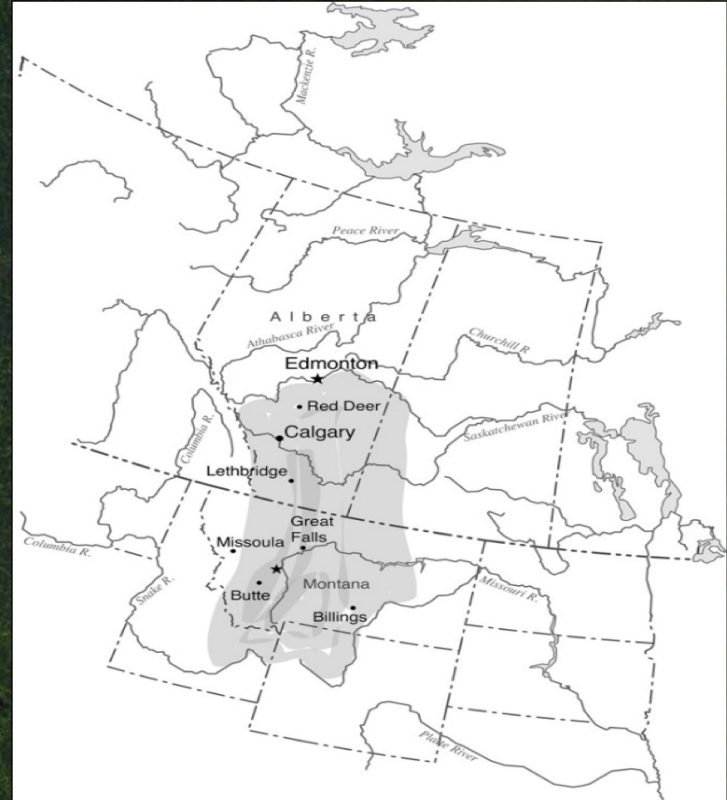 Mackenzie R.
Peace River
Alberta
Athabasca River
Churchill R.
Edmonton
Red Deer
Columbia R.
Calgary
Saskatchewan River
Lethbridge
Great
Falls
Missoula
Columbia R.
Snake R.
Butte
Montana
Missouri R.
Billings
Platte River